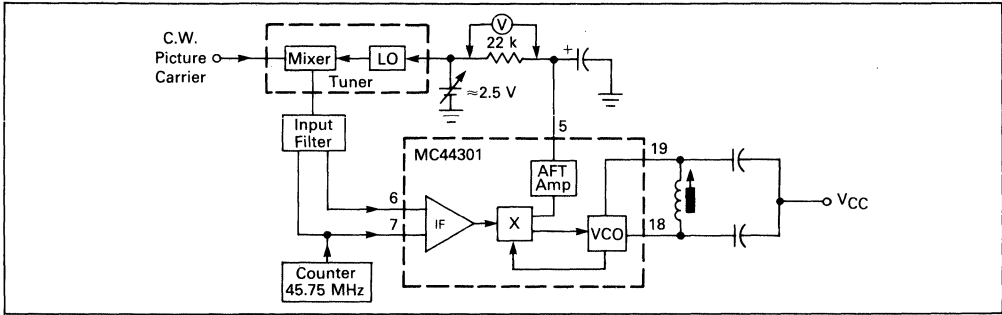 C.W.
Picture
Carrier
Mixer
LO
Tuner
V
22 k
+
≈2.5 V
Input
Filter
5
MC44301
19
AFT
Amp
6
7
IF
X
VCO
18
VCC
Counter
45.75 MHz